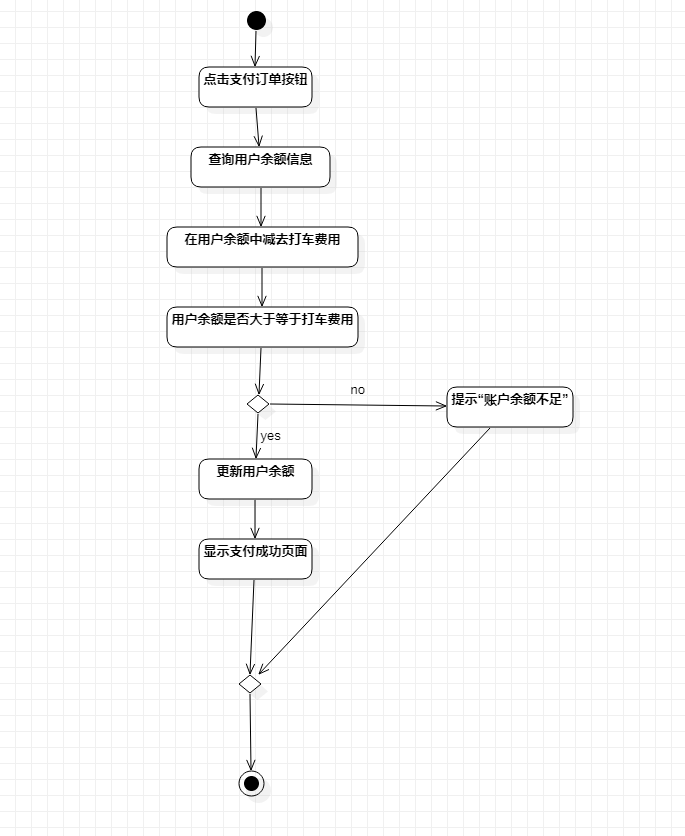 点击支付订单按钮
查询用户余额信息
在用户余额中减去打车费用
用户余额是否大于等于打车费用
no
提示“账户余额不足”
yes
更新用户余额
显示支付成功页面